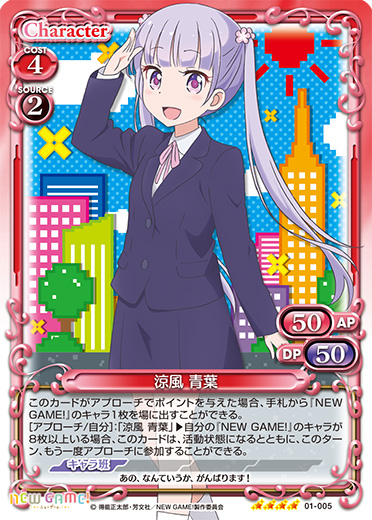 Character
COST
4
SOURCE
2
50 AP
DP 50
涼風 青葉
このカードがアプローチでポイントを与えた場合、手札から『NEW
GAME!』のキャラ1枚を場に出すことができる。
[アプローチ/自分]:「涼風 青葉」▶自分の『NEW GAME!』のキャラが
8枚以上いる場合、このカードは、活動状態になるとともに、このター
ン、もう一度アプローチに参加することができる。
キャラ班
あの、なんていうか、がんばります!
NEW GAME!
© 得能正太郎・芳文社/NEW GAME!製作委員会
★★★★ 01-005